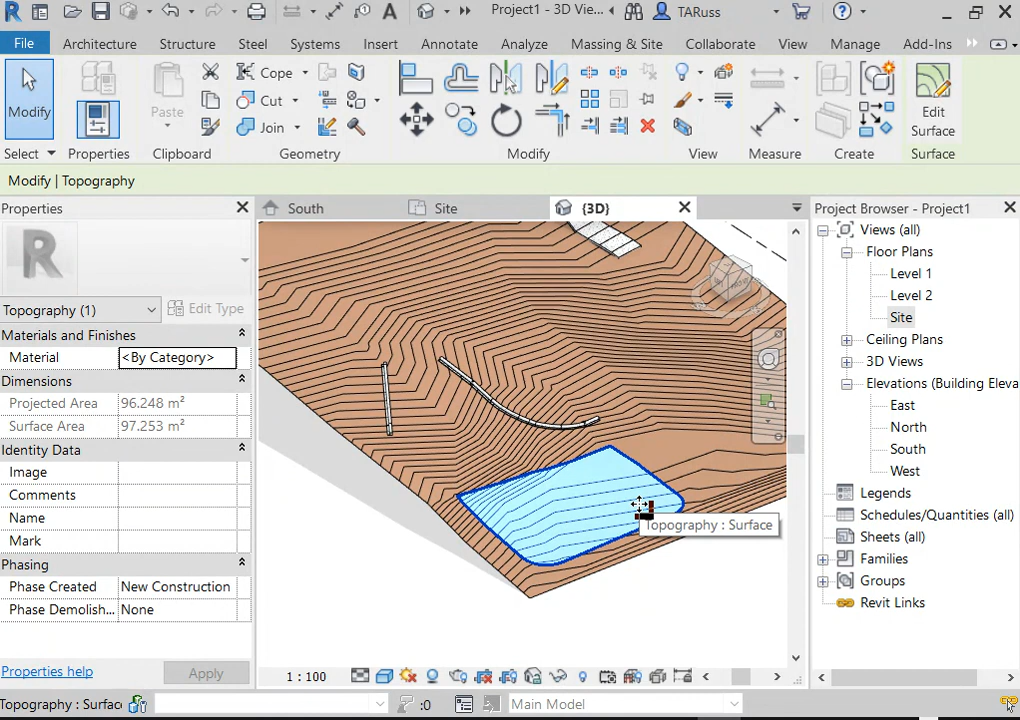 Project1 - 3D Vie...
TARuss
File
Architecture
Structure
Steel
Systems
Insert
Annotate
Analyze
Massing & Site
Collaborate
View
Manage
Add-Ins
Modify
Paste
Cope
Cut
Join
Edit
Surface
Select
Properties
Clipboard
Geometry
Modify
View
Measure
Create
Surface
Modify | Topography
Properties
South
Site
{3D}
Project Browser - Project1
R
Topography (1)
Edit Type
Materials and Finishes
Material
<By Category>
Dimensions
Projected Area
96.248 m²
Surface Area
97.253 m²
Identity Data
Image
Comments
Name
Mark
Phasing
Phase Created
New Construction
Phase Demolish...
None
Properties help
Apply
Topography : Surface
1 : 100
Views (all)
Floor Plans
Level 1
Level 2
Site
Ceiling Plans
3D Views
Elevations (Building Eleva
East
North
South
West
Legends
Schedules/Quantities (all)
Sheets (all)
Families
Groups
Revit Links
Topography : Surfac
:0
Main Model